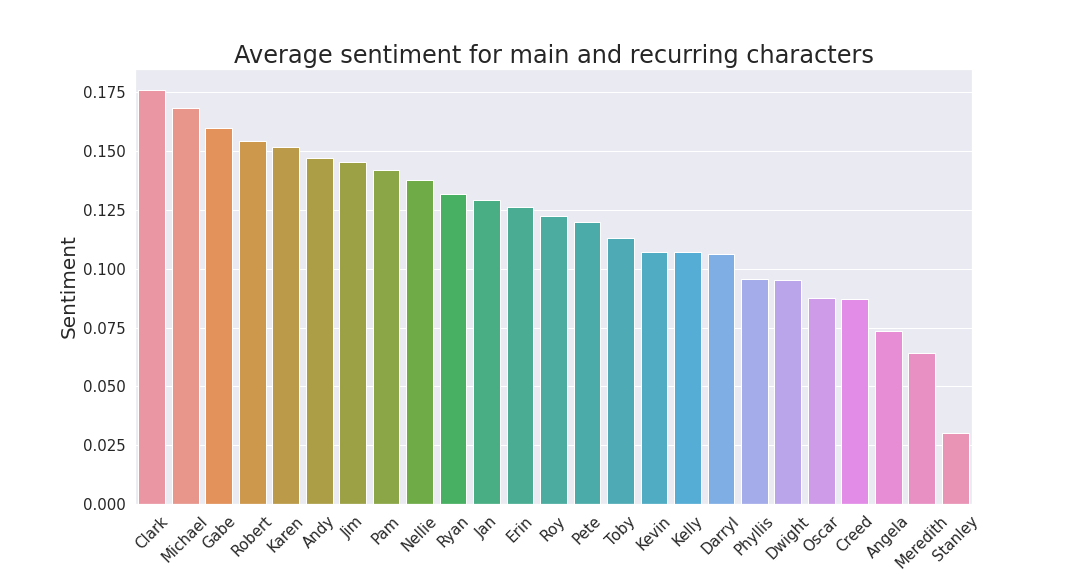 Average sentiment for main and recurring characters
Sentiment
0.175
0.150
0.125
0.100
0.075
0.050
0.025
0.000
Clark
Michael
Gabe
Robert
Karen
Andy
Jim
Pam
Nellie
Ryan
Jan
Erin
Roy
Pete
Toby
Kevin
Kelly
Darryl
Phyllis
Dwight
Oscar
Creed
Angela
Meredith
Stanley